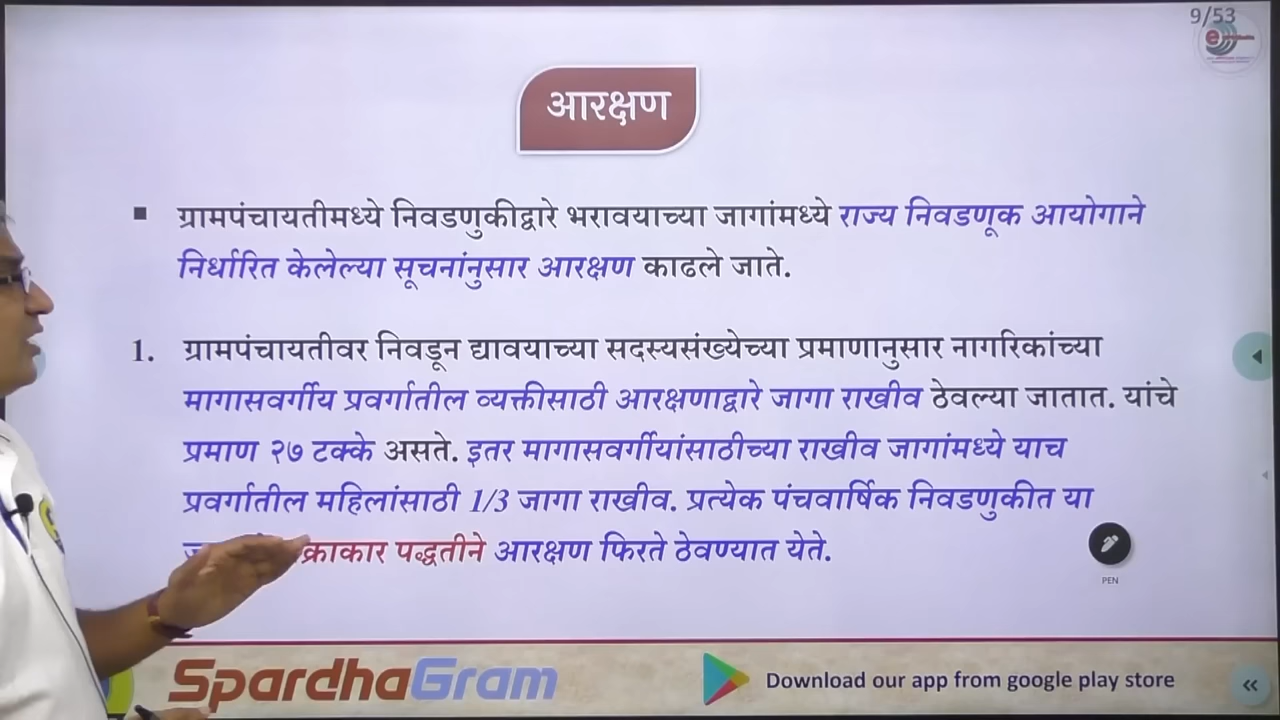 9/53
आरक्षण
▪ ग्रामपंचायतीमध्ये निवडणुकीद्वारे भरावयाच्या जागांमध्ये राज्य निवडणूक आयोगाने
निर्धारित केलेल्या सूचनांनुसार आरक्षण काढले जाते.
1. ग्रामपंचायतीवर निवडून द्यावयाच्या सदस्यसंख्येच्या प्रमाणानुसार नागरिकांच्या
मागासवर्गीय प्रवर्गातील व्यक्तीसाठी आरक्षणाद्वारे जागा राखीव ठेवल्या जातात. यांचे
प्रमाण २७ टक्के असते. इतर मागासवर्गीयांसाठीच्या राखीव जागांमध्ये याच
प्रवर्गातील महिलांसाठी 1/3 जागा राखीव. प्रत्येक पंचवार्षिक निवडणुकीत या
पद्धतीने आरक्षण फिरते ठेवण्यात येते.
PEN
SpardhaGram
Download our app from google play store